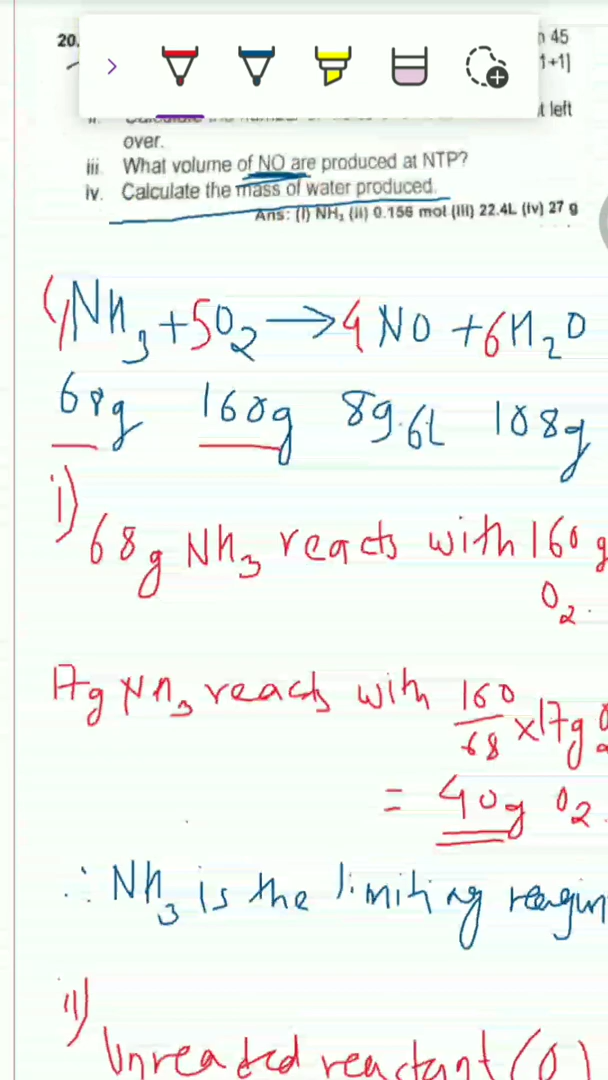 20. n 45
1+1]
t left
over.
iii. What volume of NO are produced at NTP?
iv. Calculate the mass of water produced.
Ans: (i) NH₃ (ii) 0.156 mol (iii) 22.4L (iv) 27 g
4NH₃ + 5O₂ → 4NO + 6H₂O
68g 160g 89.6L 108g
i)
68g NH₃ reacts with 160g
O₂.
17g NH₃ reacts with 160/68 x17g O₂
= 40g O₂.
∴ NH₃ is the limiting reagin
ii)
Unreacted reactant (O)